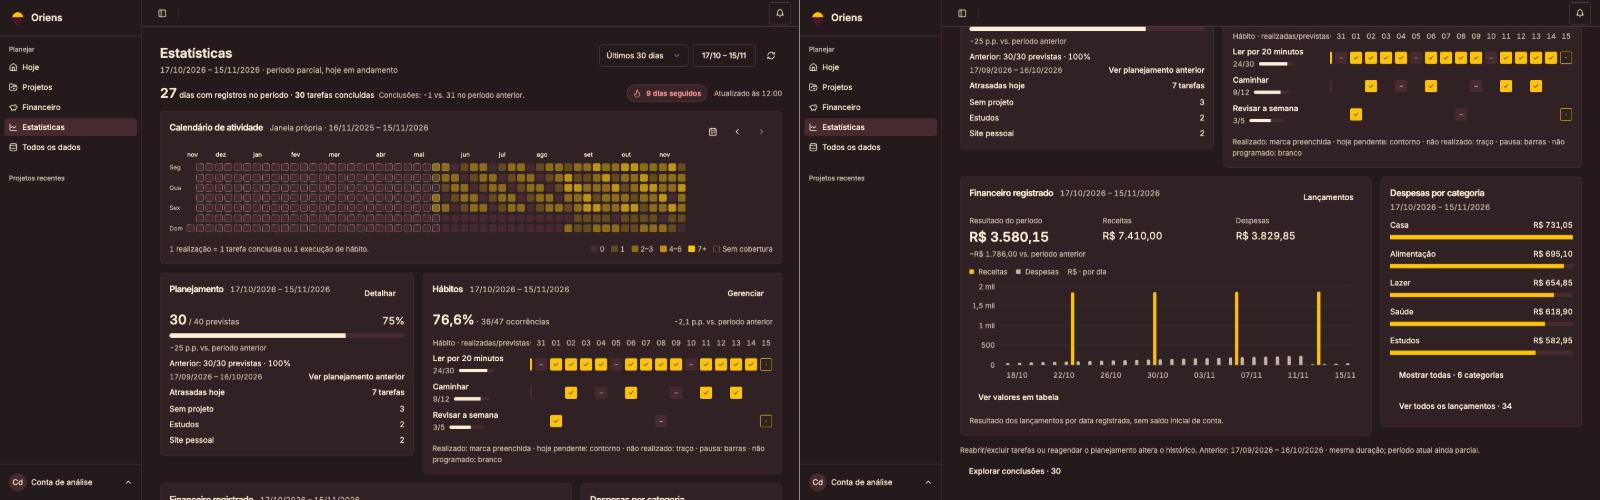 Oriens
Planejar
Hoje
Projetos
Financeiro
Estatísticas
Todos os dados
Projetos recentes
Cd Conta de análise
Estatísticas
17/10/2026 – 15/11/2026 · período parcial, hoje em andamento
Últimos 30 dias
17/10 – 15/11
27 dias com registros no período · 30 tarefas concluídas Conclusões: -1 vs. 31 no período anterior.
9 dias seguidos
Atualizado às 12:00
Calendário de atividade Janela própria · 16/11/2025 – 15/11/2026
nov dez jan fev mar abr mai jun jul ago set out nov
Seg
Qua
Sex
Dom
1 realização = 1 tarefa concluída ou 1 execução de hábito.
0 1 2–3 4–6 7+ Sem cobertura
Planejamento 17/10/2026 – 15/11/2026
Detalhar
30 / 40 previstas 75%
-25 p.p. vs. período anterior
Anterior: 30/30 previstas · 100%
17/09/2026 – 16/10/2026 Ver planejamento anterior
Atrasadas hoje 7 tarefas
Sem projeto 3
Estudos 2
Site pessoal 2
Hábitos 17/10/2026 – 15/11/2026
Gerenciar
76,6% · 36/47 ocorrências -2,1 p.p. vs. período anterior
Hábito · realizadas/previstas 31 01 02 03 04 05 06 07 08 09 10 11 12 13 14 15
Ler por 20 minutos
24/30
Caminhar
9/12
Revisar a semana
3/5
Realizado: marca preenchida · hoje pendente: contorno · não realizado: traço · pausa: barras · não
programado: branco
Financeiro registrado 17/10/2026 – 15/11/2026
Despesas por categoria
Oriens
Planejar
Hoje
Projetos
Financeiro
Estatísticas
Todos os dados
Projetos recentes
Cd Conta de análise
-25 p.p. vs. período anterior
Anterior: 30/30 previstas · 100%
17/09/2026 – 16/10/2026 Ver planejamento anterior
Atrasadas hoje 7 tarefas
Sem projeto 3
Estudos 2
Site pessoal 2
Hábito · realizadas/previstas 31 01 02 03 04 05 06 07 08 09 10 11 12 13 14 15
Ler por 20 minutos
24/30
Caminhar
9/12
Revisar a semana
3/5
Realizado: marca preenchida · hoje pendente: contorno · não realizado: traço · pausa: barras · não
programado: branco
Financeiro registrado 17/10/2026 – 15/11/2026
Lançamentos
Resultado do período Receitas Despesas
R$ 3.580,15 R$ 7.410,00 R$ 3.829,85
−R$ 1.786,00 vs. período anterior
Receitas Despesas R$ · por dia
2 mil
1,5 mil
1 mil
500
0
18/10 22/10 26/10 30/10 03/11 07/11 11/11 15/11
Ver valores em tabela
Resultado dos lançamentos por data registrada, sem saldo inicial de conta.
Despesas por categoria
17/10/2026 – 15/11/2026
Casa R$ 731,05
Alimentação R$ 695,10
Lazer R$ 654,85
Saúde R$ 618,90
Estudos R$ 582,95
Mostrar todas · 6 categorias
Ver todos os lançamentos · 34
Reabrir/excluir tarefas ou reagendar o planejamento altera o histórico. Anterior: 17/09/2026 – 16/10/2026 · mesma duração; período atual ainda parcial.
Explorar conclusões · 30